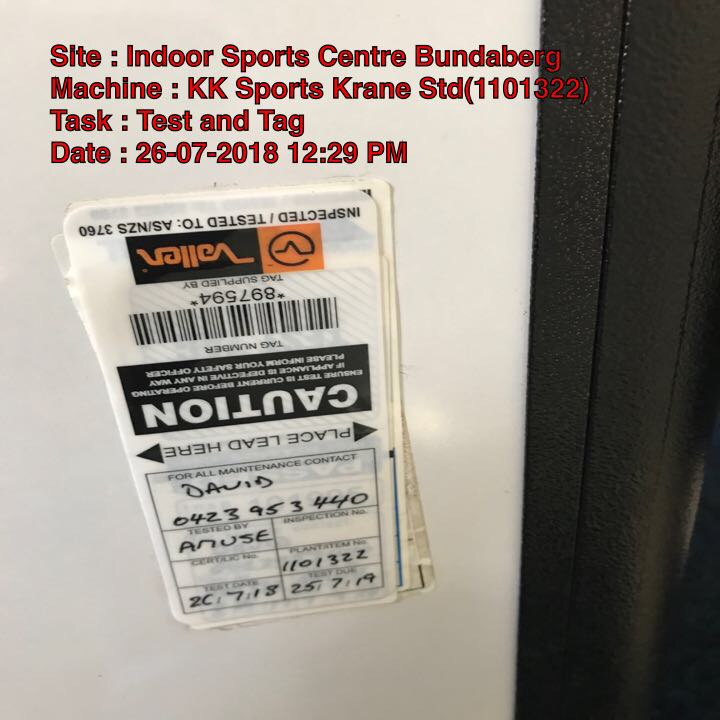 Site : Indoor Sports Centre Bundaberg
Machine : KK Sports Krane Std(1101322)
Task : Test and Tag
Date : 26-07-2018 12:29 PM
INSPECTED / TESTED TO: AS/NZS 3760
Vallen
TAG SUPPLIED BY
*897594*
TAG NUMBER
PLEASE INFORM YOUR SAFETY OFFICER
IF APPLIANCE IS DEFECTIVE IN ANY WAY
ENSURE TEST IS CURRENT BEFORE OPERATING
CAUTION
PLACE LEAD HERE
FOR ALL MAINTENANCE CONTACT
DAVID
0423 953 440
TESTED BY
INSPECTION No.
AMUSE
CERT/LIC No.
PLANT/ITEM No.
1101322
TEST DATE
TEST DUE
26/7/18
25/7/19